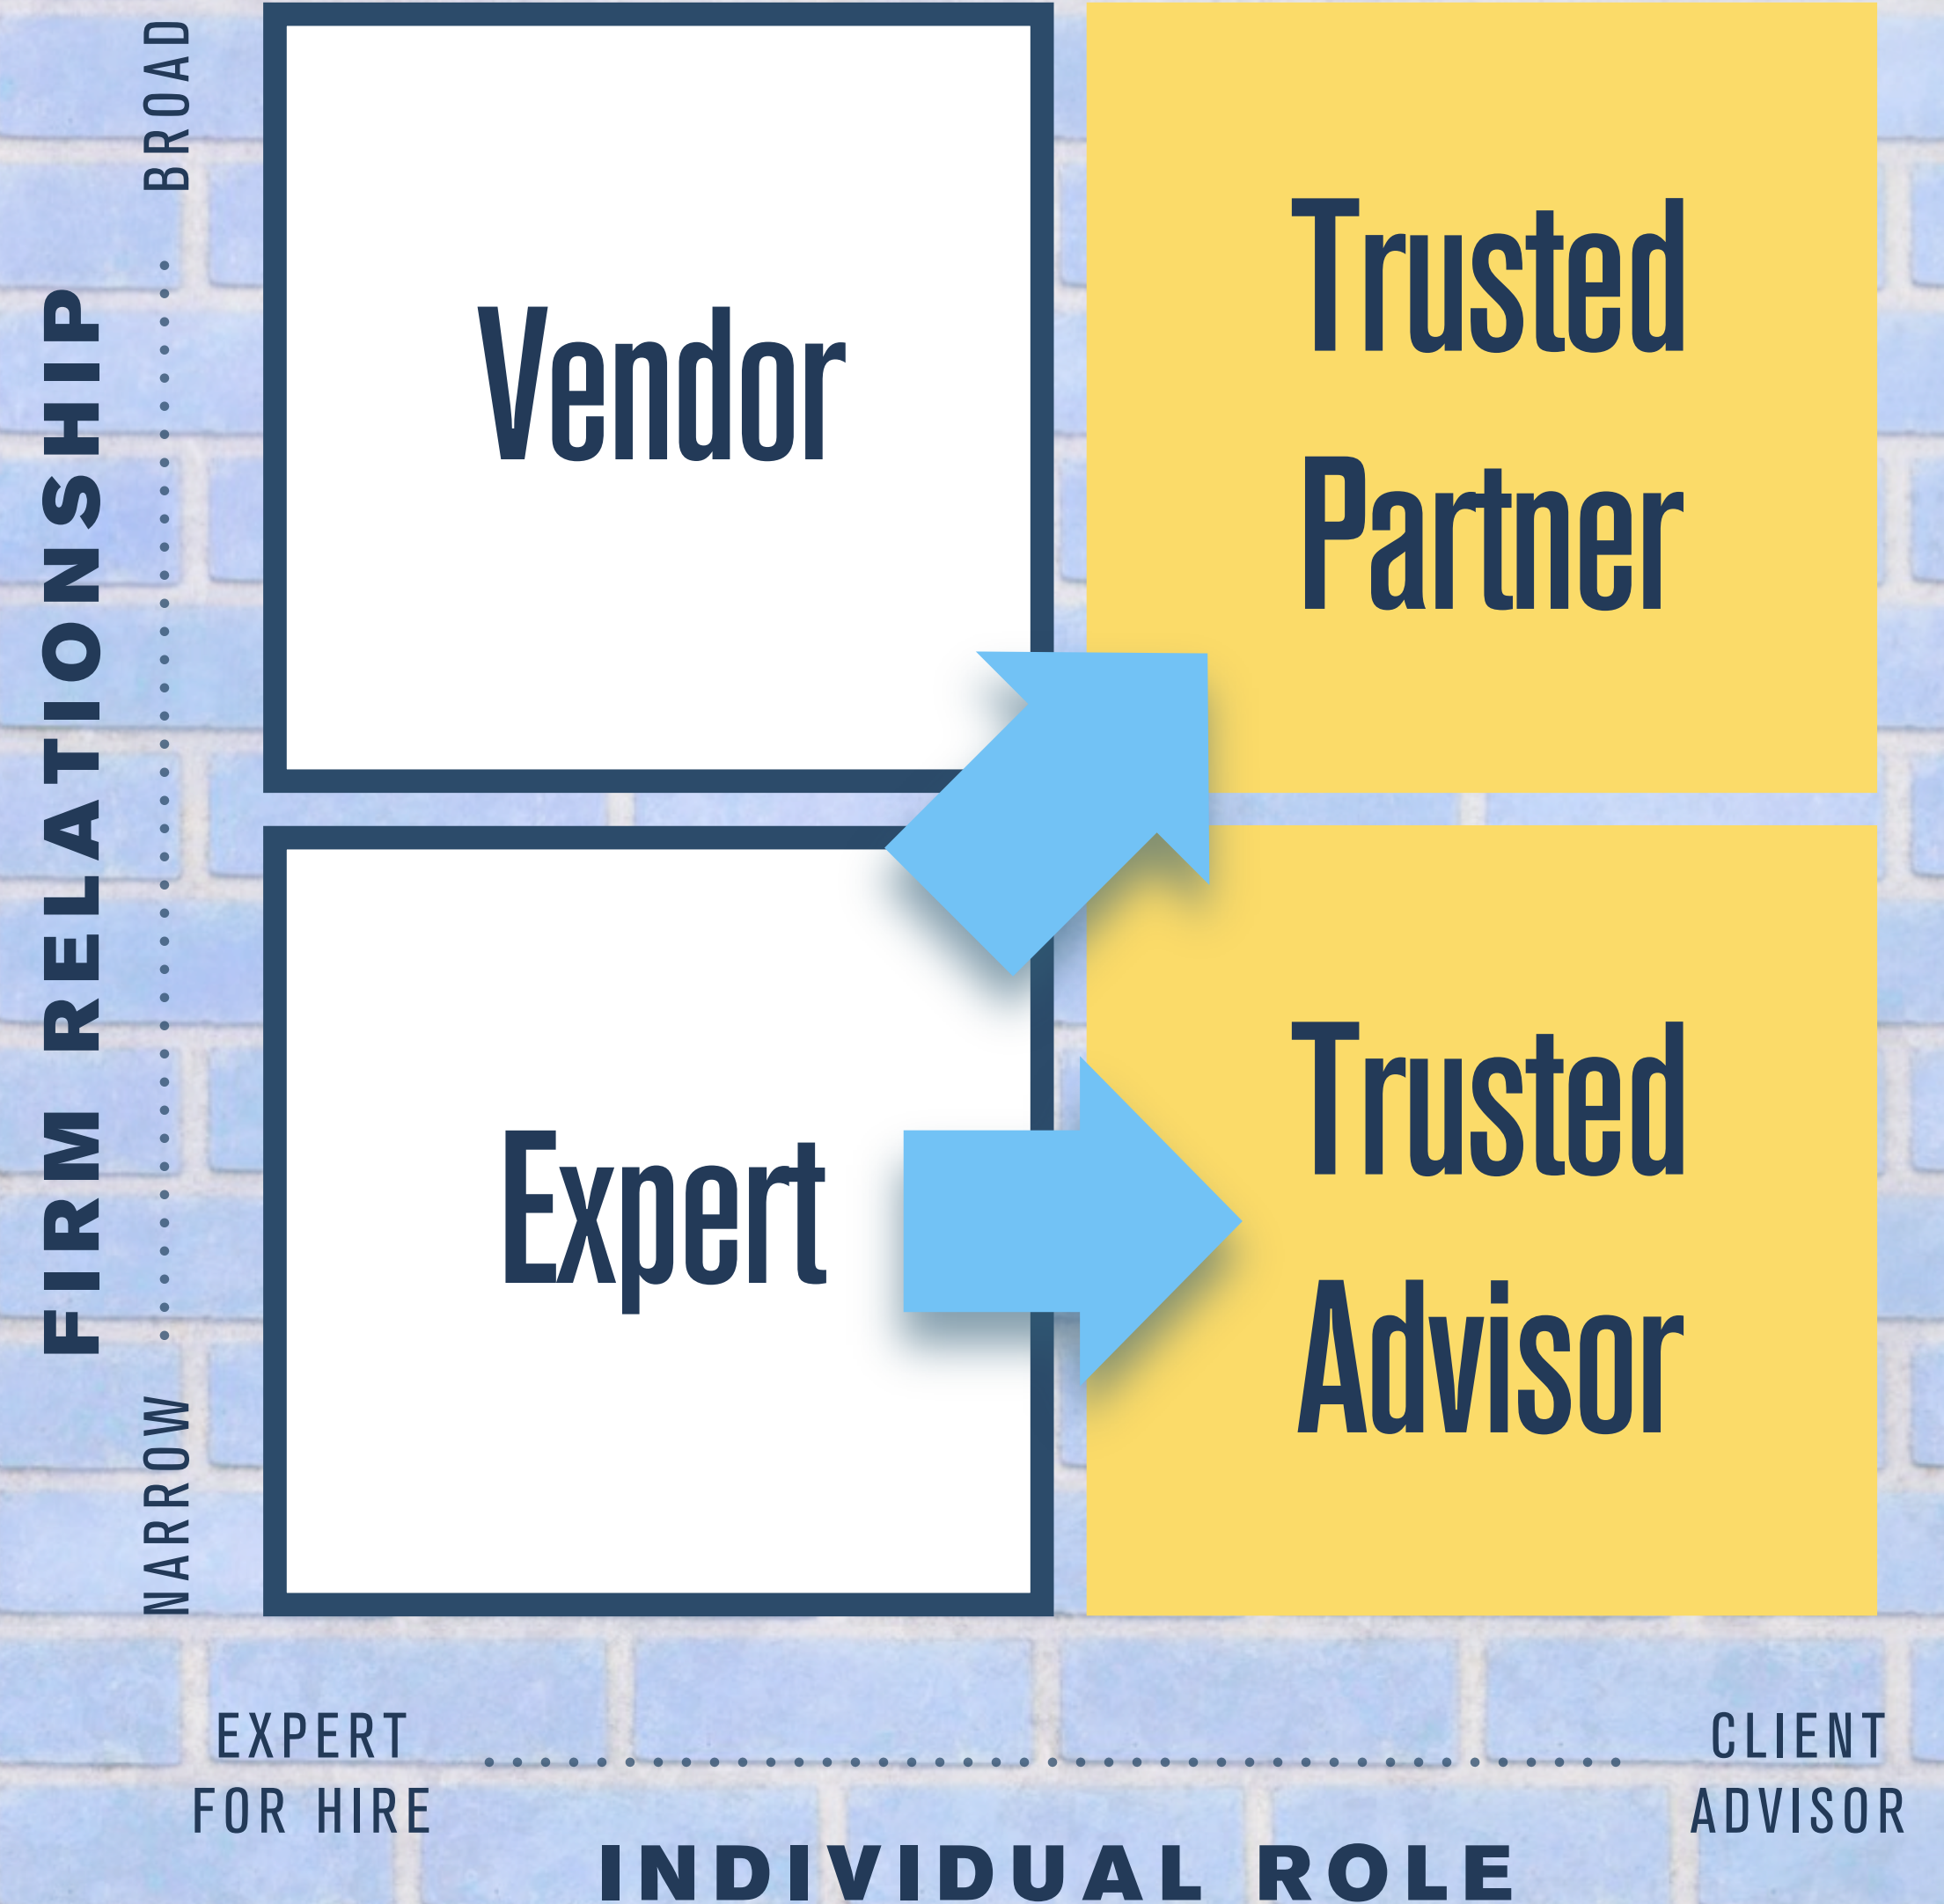 BROAD
FIRM RELATIONSHIP
NARROW
Vendor
Trusted
Partner
Expert
Trusted
Advisor
EXPERT
FOR HIRE
CLIENT
ADVISOR
INDIVIDUAL ROLE